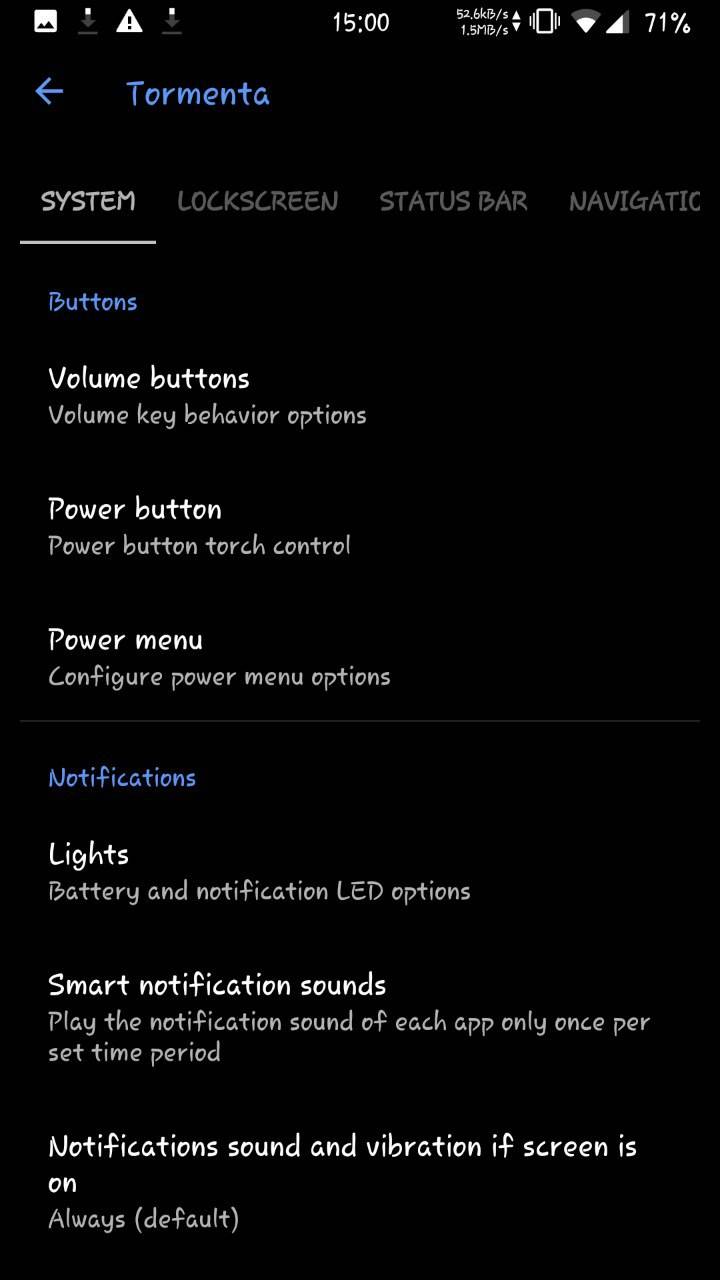 15:00
52.6kB/s
1.5MB/s
71%
Tormenta
SYSTEM LOCKSCREEN STATUS BAR NAVIGATIO
Buttons
Volume buttons
Volume key behavior options
Power button
Power button torch control
Power menu
Configure power menu options
Notifications
Lights
Battery and notification LED options
Smart notification sounds
Play the notification sound of each app only once per
set time period
Notifications sound and vibration if screen is
on
Always (default)